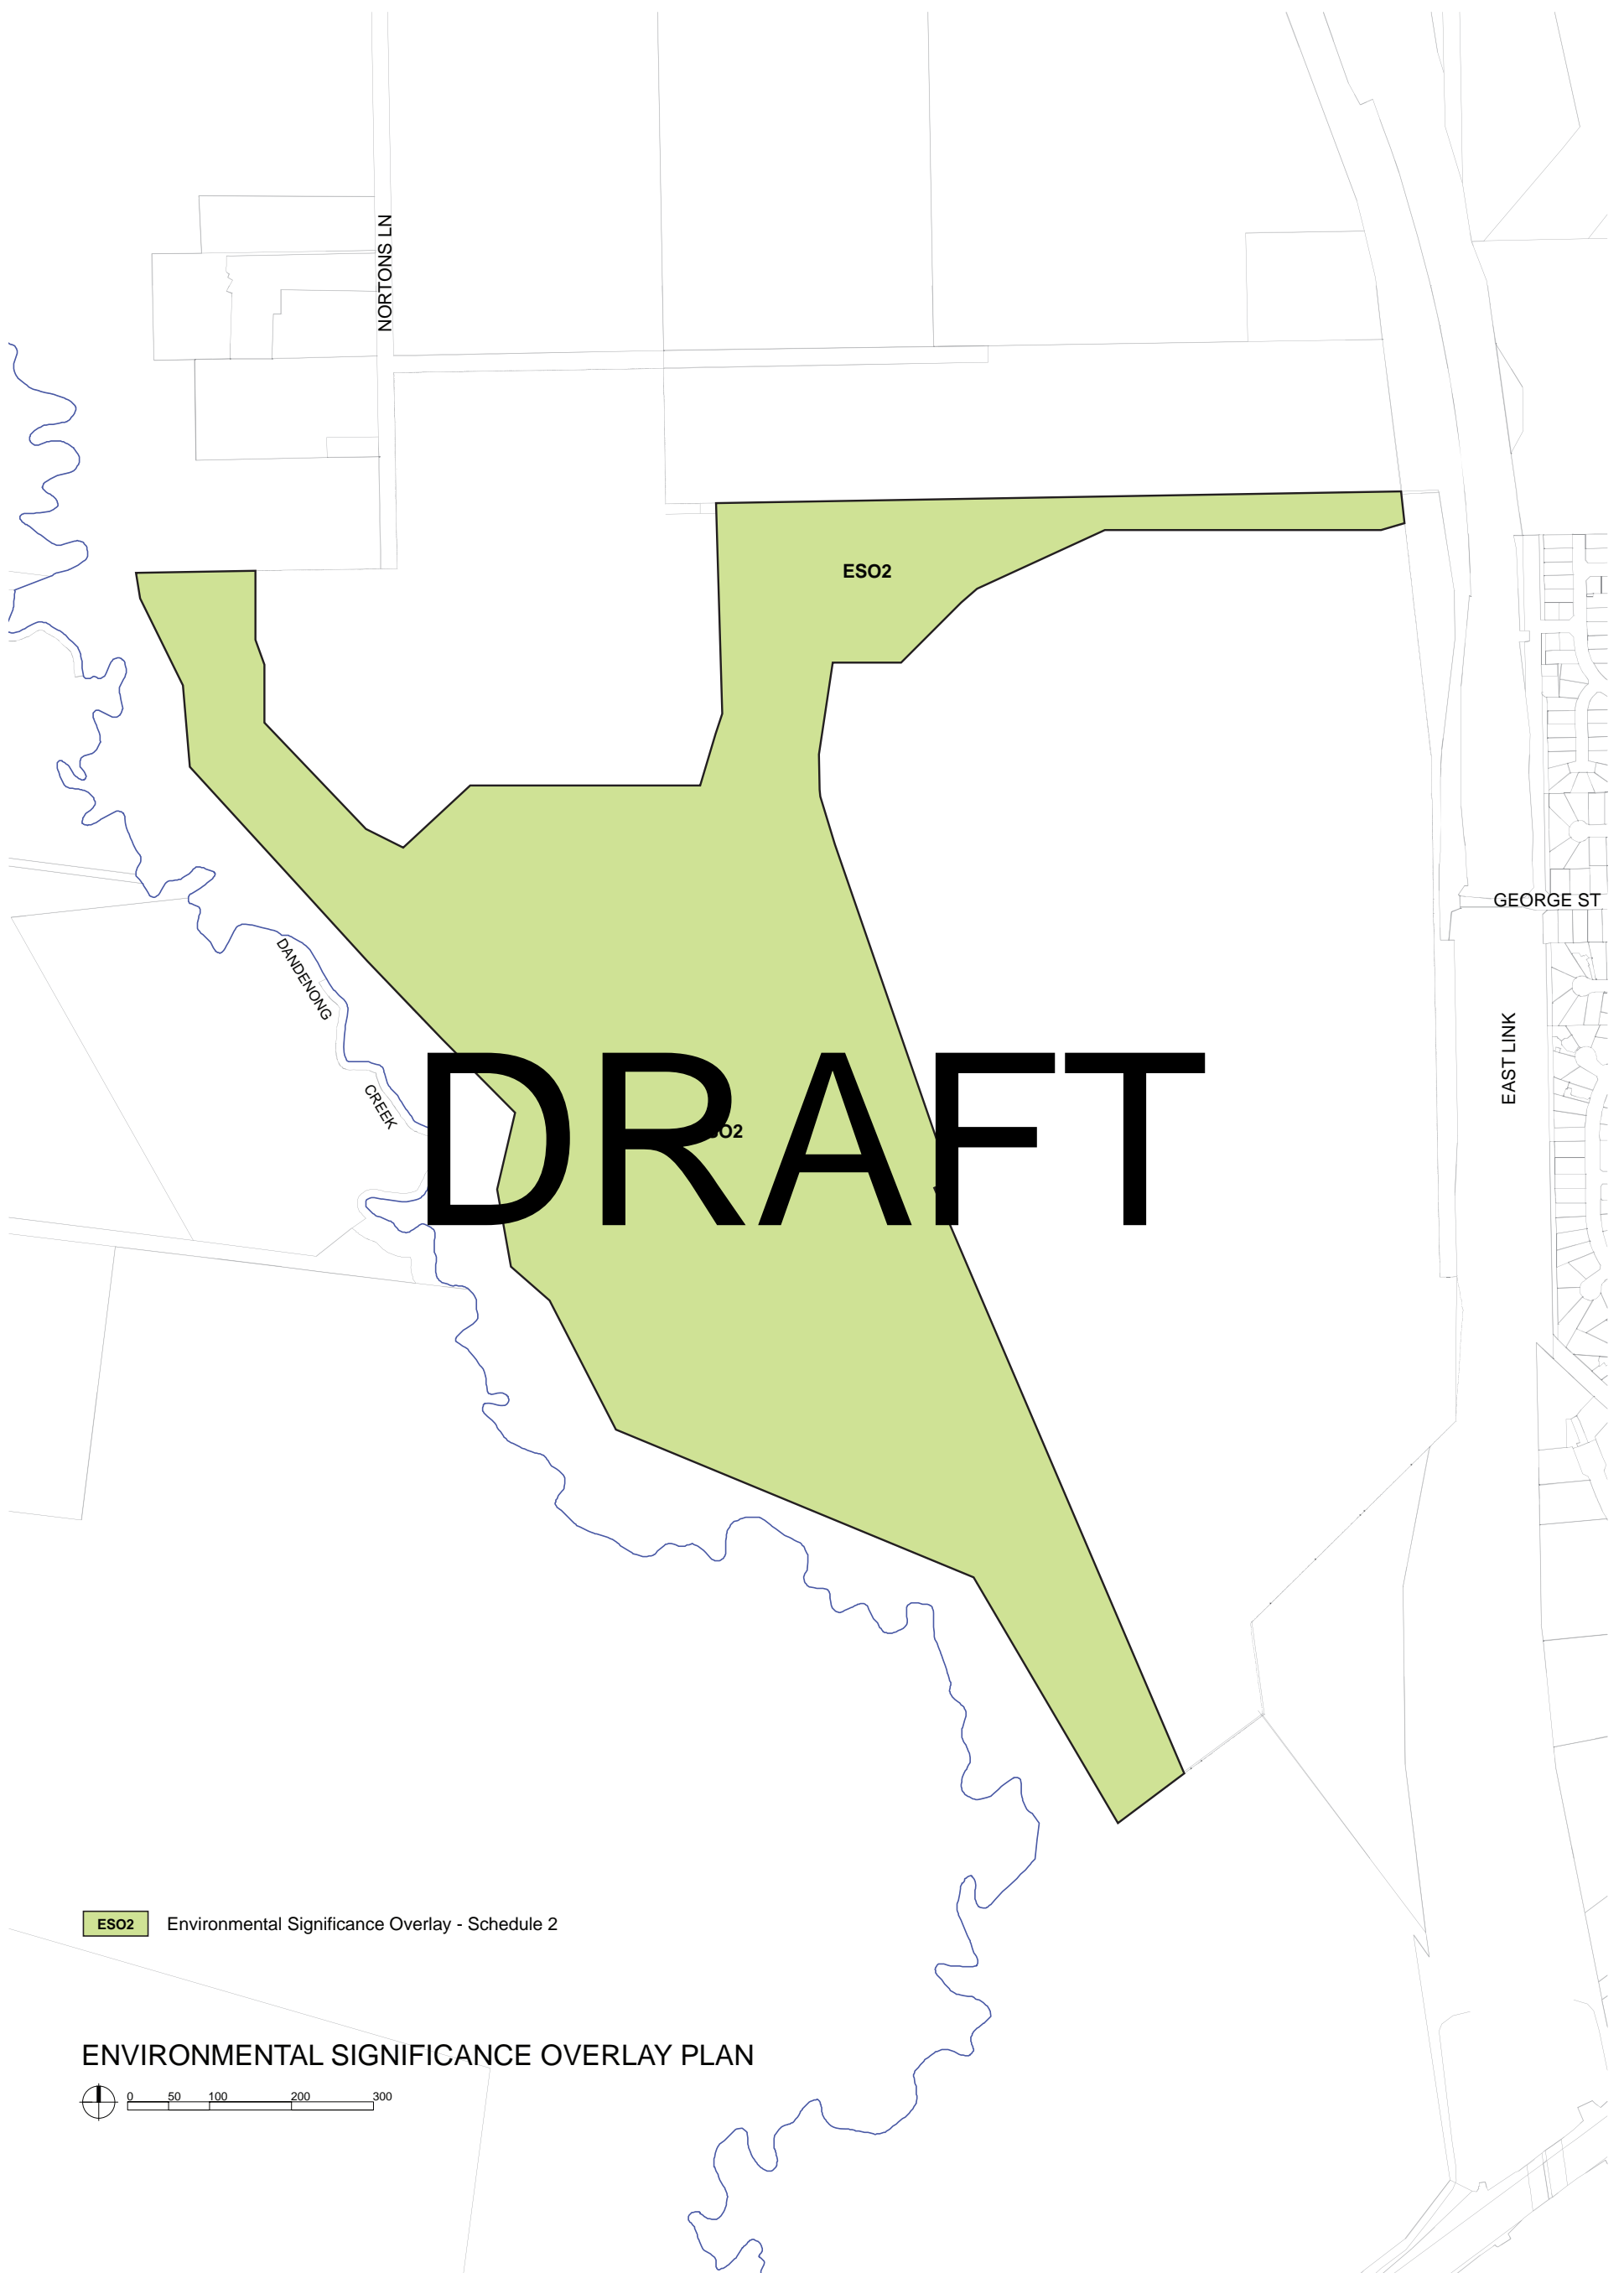 NORTONS LN
ESO2
GEORGE ST
DANDENONG
CREEK
EAST LINK
DRAFT
ESO2 Environmental Significance Overlay - Schedule 2
ENVIRONMENTAL SIGNIFICANCE OVERLAY PLAN
0 50 100 200 300